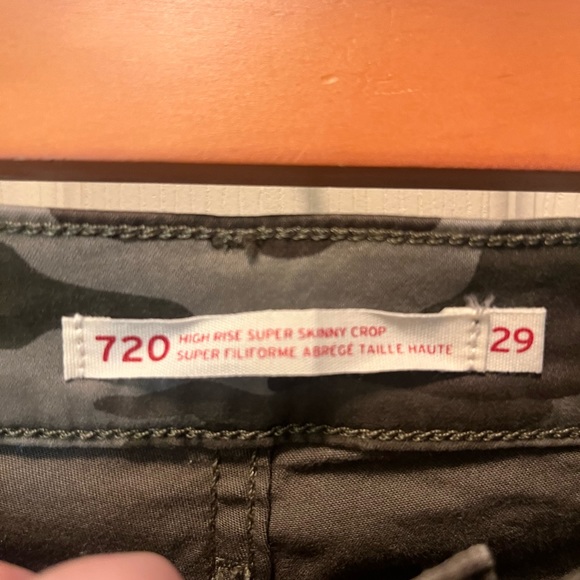 720 HIGH RISE SUPER SKINNY CROP 29
SUPER FILIFORME ABRÉGÉ TAILLE HAUTE